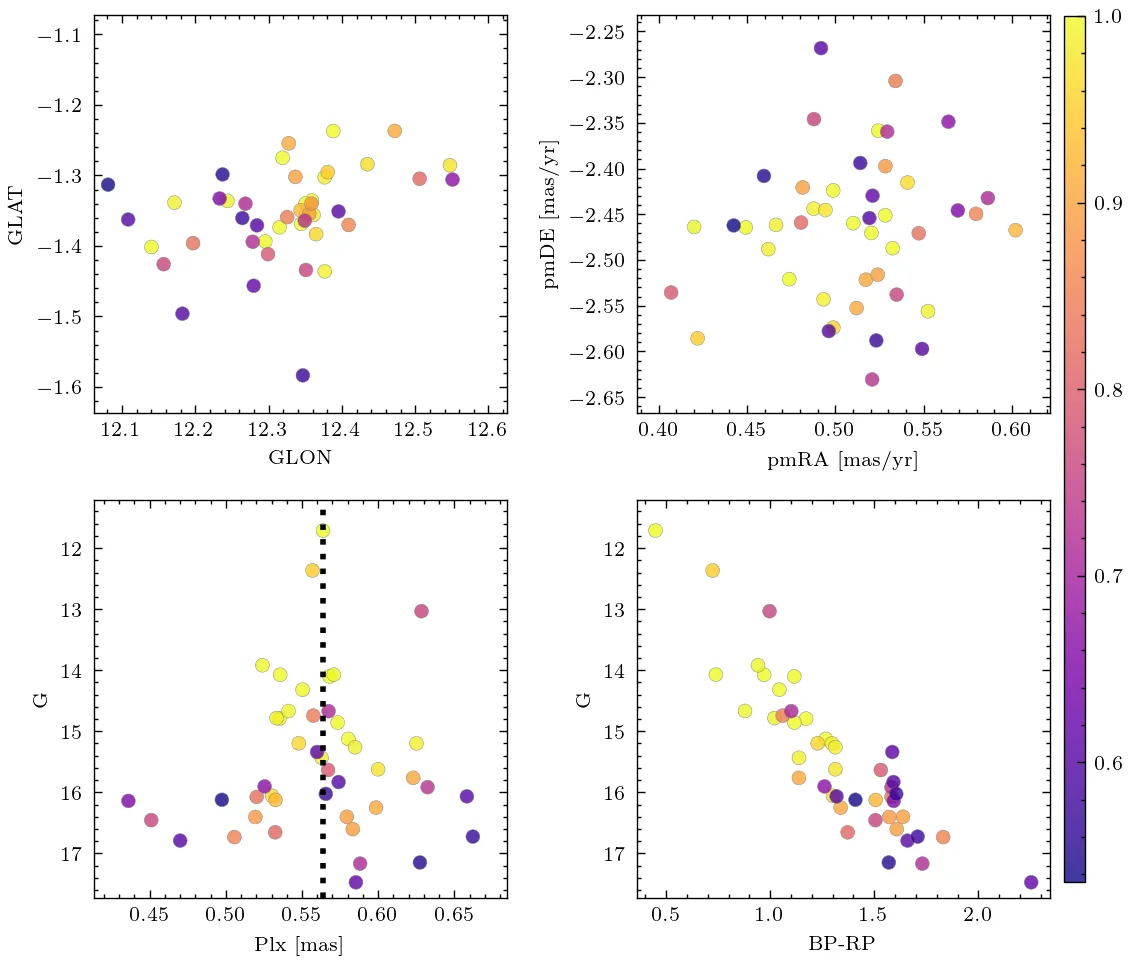 −1.1
−1.2
−1.3
−1.4
−1.5
−1.6
GLAT
12.1 12.2 12.3 12.4 12.5 12.6
GLON
−2.25
−2.30
−2.35
−2.40
−2.45
−2.50
−2.55
−2.60
−2.65
pmDE [mas/yr]
0.40 0.45 0.50 0.55 0.60
pmRA [mas/yr]
1.0
0.9
0.8
0.7
0.6
12
13
14
15
16
17
G
0.45 0.50 0.55 0.60 0.65
Plx [mas]
12
13
14
15
16
17
G
0.5 1.0 1.5 2.0
BP-RP